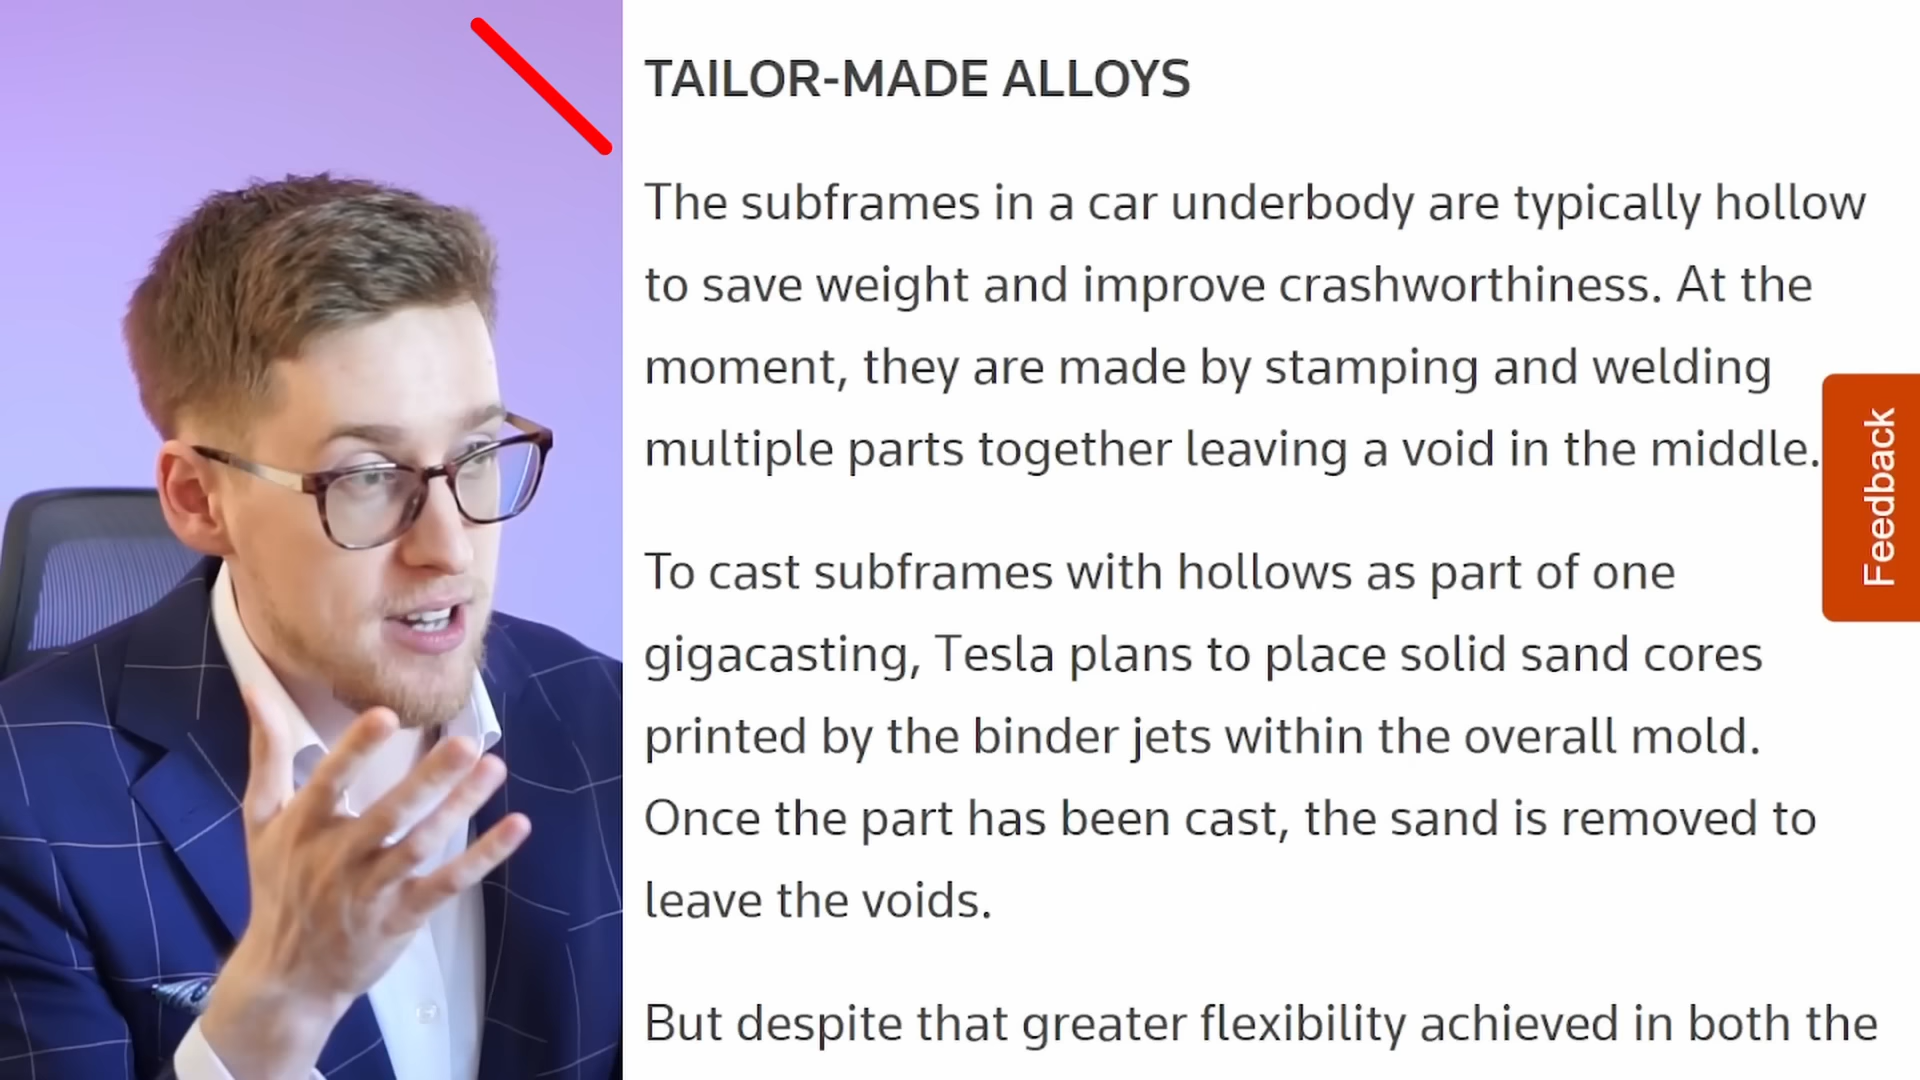 TAILOR-MADE ALLOYS
The subframes in a car underbody are typically hollow
to save weight and improve crashworthiness. At the
moment, they are made by stamping and welding
multiple parts together leaving a void in the middle.
Feedback
To cast subframes with hollows as part of one
gigacasting, Tesla plans to place solid sand cores
printed by the binder jets within the overall mold.
Once the part has been cast, the sand is removed to
leave the voids.
But despite that greater flexibility achieved in both the